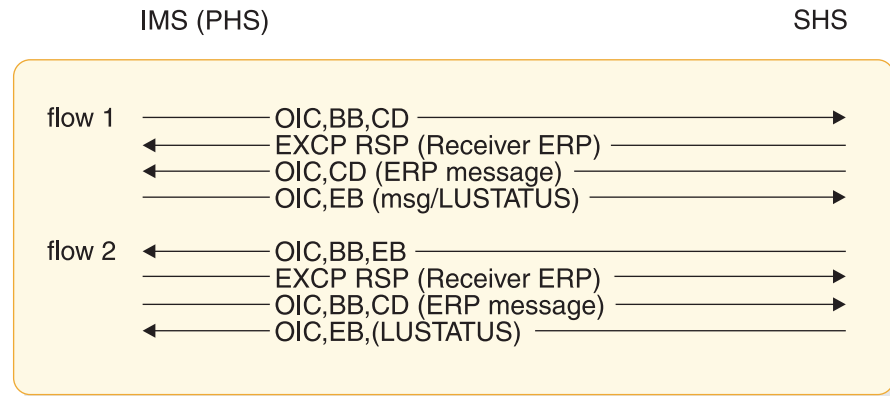 IMS (PHS) SHS
flow 1 OIC,BB,CD
EXCP RSP (Receiver ERP)
OIC,CD (ERP message)
OIC,EB (msg/LUSTATUS)
flow 2 OIC,BB,EB
EXCP RSP (Receiver ERP)
OIC,BB,CD (ERP message)
OIC,EB,(LUSTATUS)